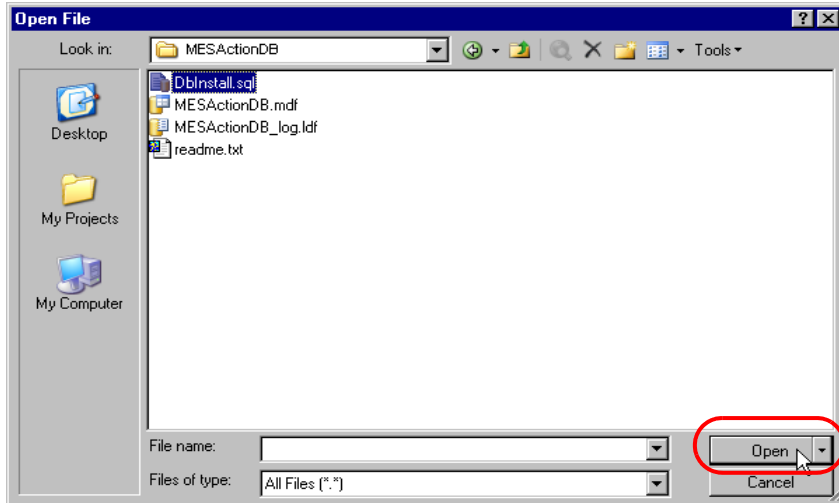 Open File
Look in: MESActionDB Tools
DbInstall.sql
MESActionDB.mdf
MESActionDB_log.ldf
readme.txt
Desktop
My Projects
My Computer
File name: Open
Files of type: All Files (*.*) Cancel